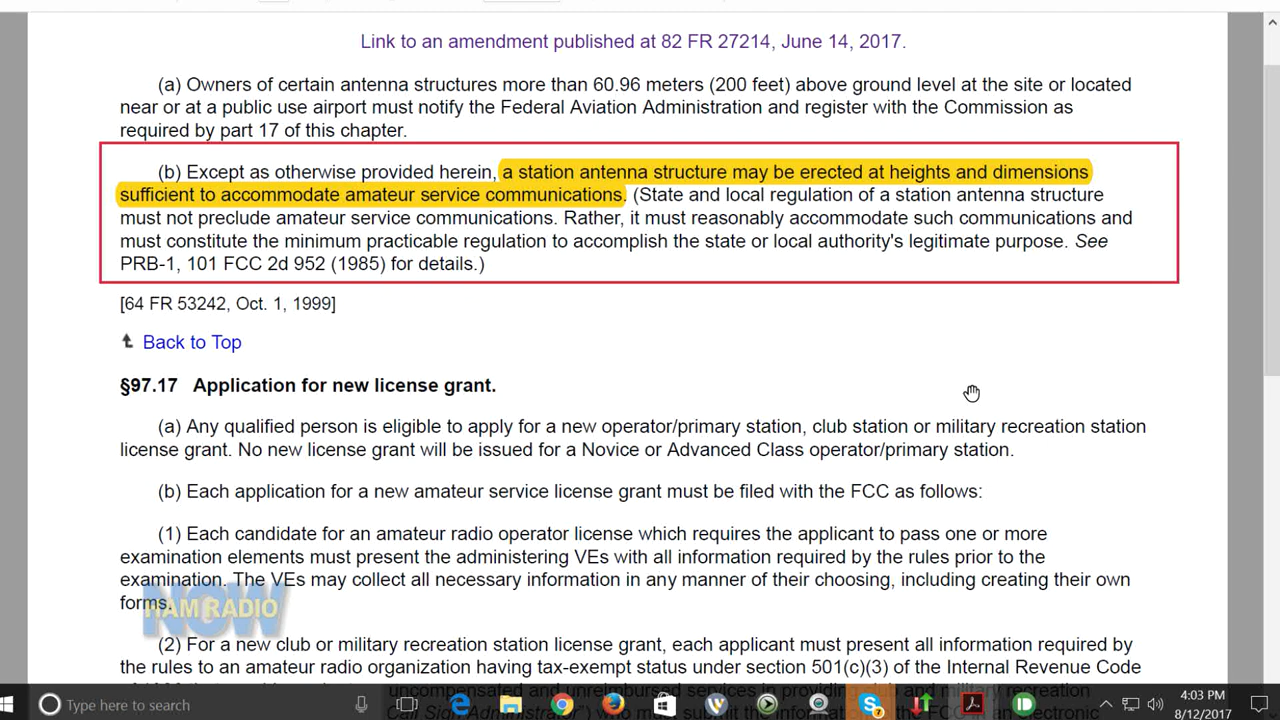 Link to an amendment published at 82 FR 27214, June 14, 2017.
(a) Owners of certain antenna structures more than 60.96 meters (200 feet) above ground level at the site or located
near or at a public use airport must notify the Federal Aviation Administration and register with the Commission as
required by part 17 of this chapter.
(b) Except as otherwise provided herein, a station antenna structure may be erected at heights and dimensions
sufficient to accommodate amateur service communications. (State and local regulation of a station antenna structure
must not preclude amateur service communications. Rather, it must reasonably accommodate such communications and
must constitute the minimum practicable regulation to accomplish the state or local authority's legitimate purpose. See
PRB-1, 101 FCC 2d 952 (1985) for details.)
[64 FR 53242, Oct. 1, 1999]
Back to Top
§97.17 Application for new license grant.
(a) Any qualified person is eligible to apply for a new operator/primary station, club station or military recreation station
license grant. No new license grant will be issued for a Novice or Advanced Class operator/primary station.
(b) Each application for a new amateur service license grant must be filed with the FCC as follows:
(1) Each candidate for an amateur radio operator license which requires the applicant to pass one or more
examination elements must present the administering VEs with all information required by the rules prior to the
examination. The VEs may collect all necessary information in any manner of their choosing, including creating their own
forms.
HAM RADIO
NOW
(2) For a new club or military recreation station license grant, each applicant must present all information required by
the rules to an amateur radio organization having tax-exempt status under section 501(c)(3) of the Internal Revenue Code
uncompensated and unreimbursed services in providing club and military recreation
Type here to search
7
4:03 PM
8/12/2017